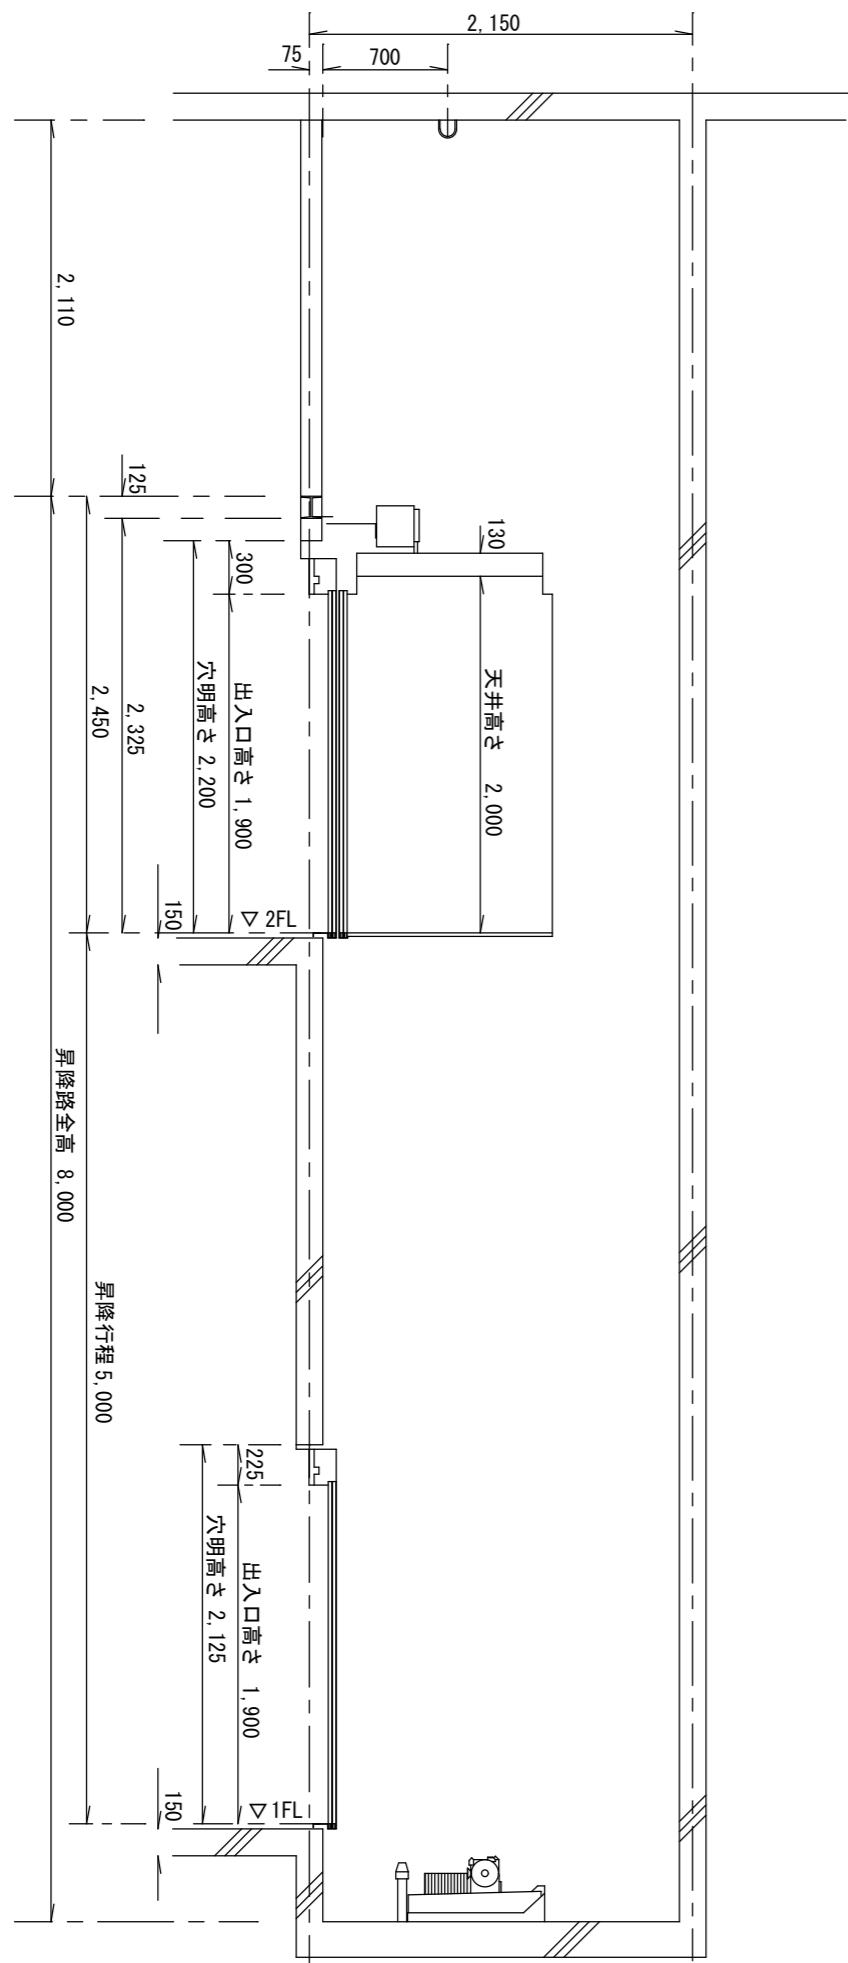 2,150
75
700
2,110
125
130
300
天井高さ 2,000
出入口高さ 1,900
穴明高さ 2,200
2,325
2,450
150
▽ 2FL
昇降路全高 8,000
昇降行程 5,000
225
出入口高さ 1,900
穴明高さ 2,125
150
▽ 1FL